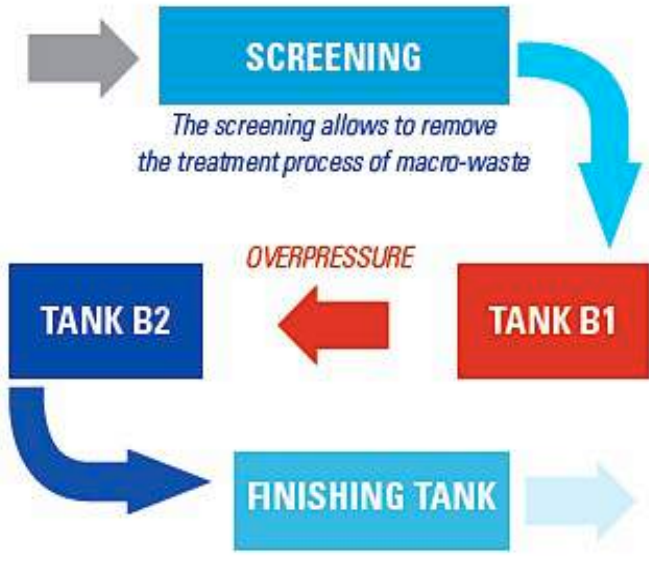 SCREENING
The screening allows to remove
the treatment process of macro-waste
OVERPRESSURE
TANK B2
TANK B1
FINISHING TANK